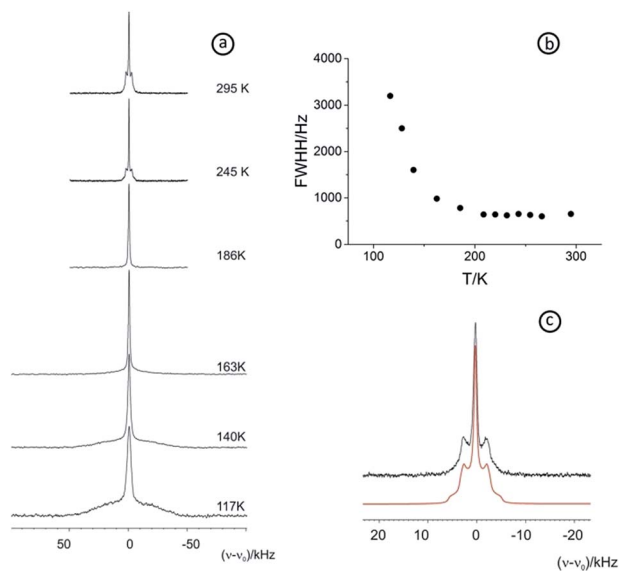 a
295 K
245 K
186K
163K
140K
117K
50 0 -50
(ν-ν₀)/kHz
b
4000
3000
2000
1000
0
FWHH/Hz
100 200 300
T/K
c
20 10 0 -10 -20
(ν-ν₀)/kHz